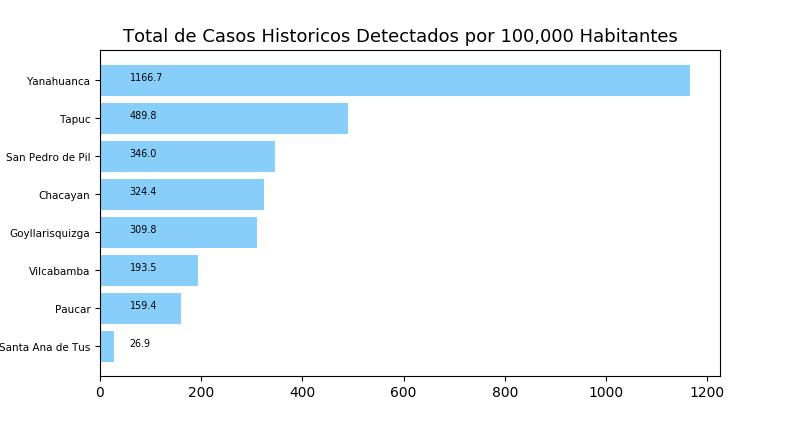 Total de Casos Historicos Detectados por 100,000 Habitantes
Yanahuanca 1166.7
Tapuc 489.8
San Pedro de Pil 346.0
Chacayan 324.4
Goyllarisquizga 309.8
Vilcabamba 193.5
Paucar 159.4
Santa Ana de Tus 26.9
0 200 400 600 800 1000 1200